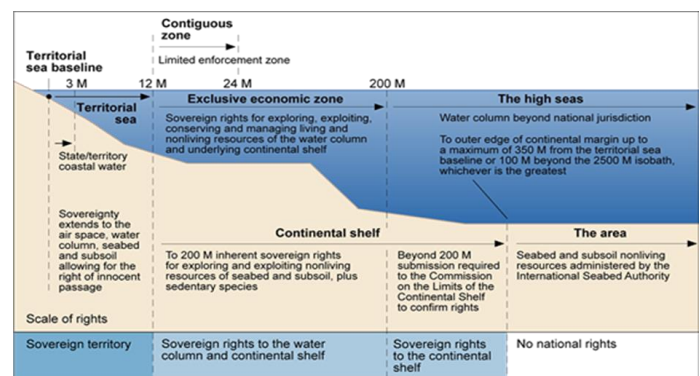 Contiguous
zone
Limited enforcement zone
Territorial
sea baseline
3 M
12 M
24 M
200 M
Territorial
sea
Exclusive economic zone
Sovereign rights for exploring, exploiting,
conserving and managing living and
nonliving resources of the water column
and underlying continental shelf
The high seas
Water column beyond national jurisdiction
To outer edge of continental margin up to
a maximum of 350 M from the territorial sea
baseline or 100 M beyond the 2500 M isobath,
whichever is the greatest
State/territory
coastal water
Sovereignty
extends to the
air space, water
column, seabed
and subsoil
allowing for the
right of innocent
passage
Continental shelf
To 200 M inherent sovereign rights
for exploring and exploiting nonliving
resources of seabed and subsoil, plus
sedentary species
Beyond 200 M
submission required
to the Commission
on the Limits of the
Continental Shelf
to confirm rights
The area
Seabed and subsoil nonliving
resources administered by the
International Seabed Authority
Scale of rights
Sovereign territory
Sovereign rights to the water
column and continental shelf
Sovereign rights
to the continental
shelf
No national rights